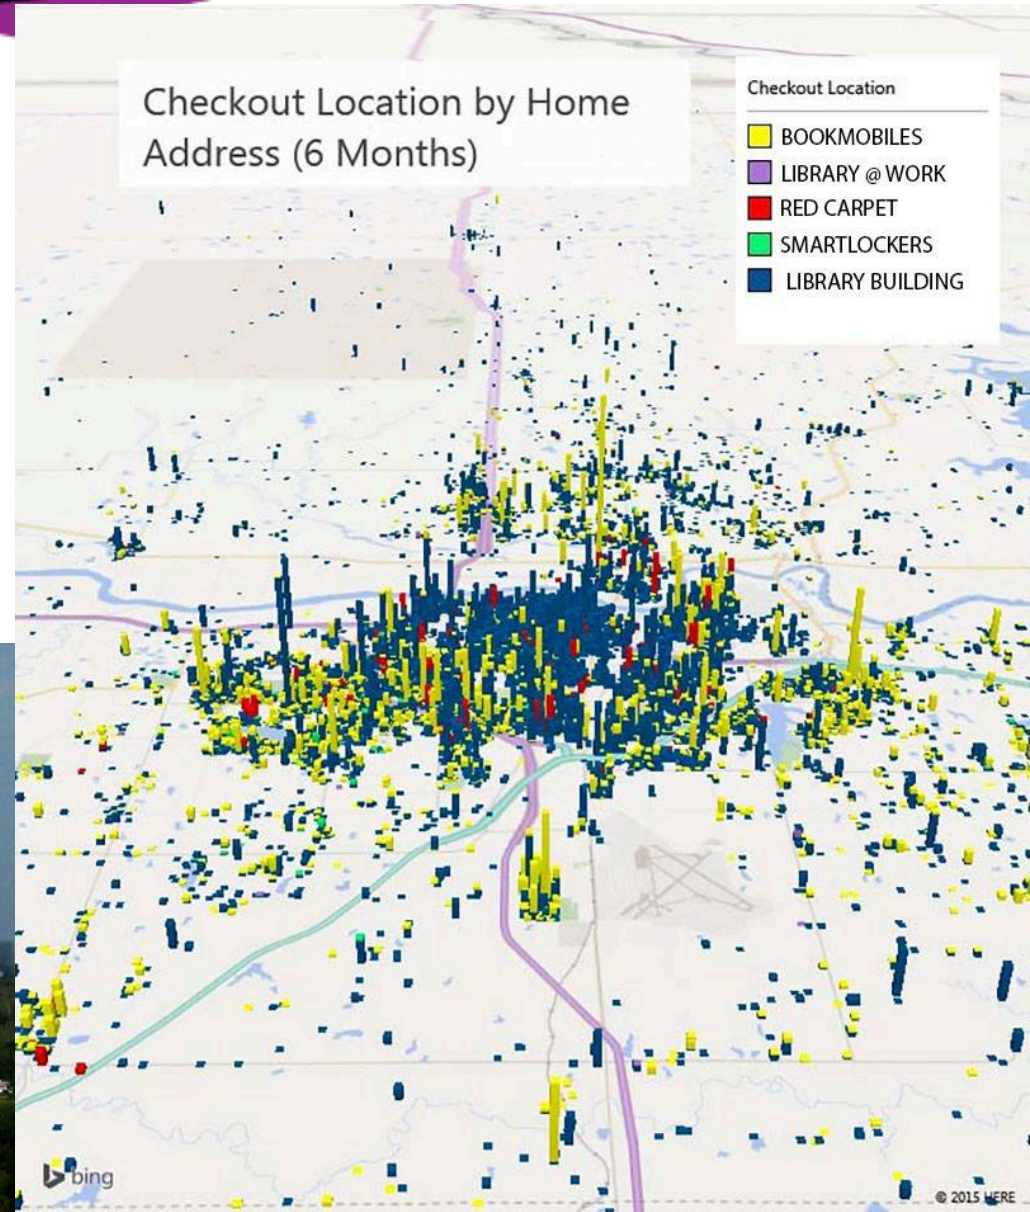 Checkout Location by Home
Address (6 Months)
Checkout Location
BOOKMOBILES
LIBRARY @ WORK
RED CARPET
SMARTLOCKERS
LIBRARY BUILDING
bing
© 2015 HERE